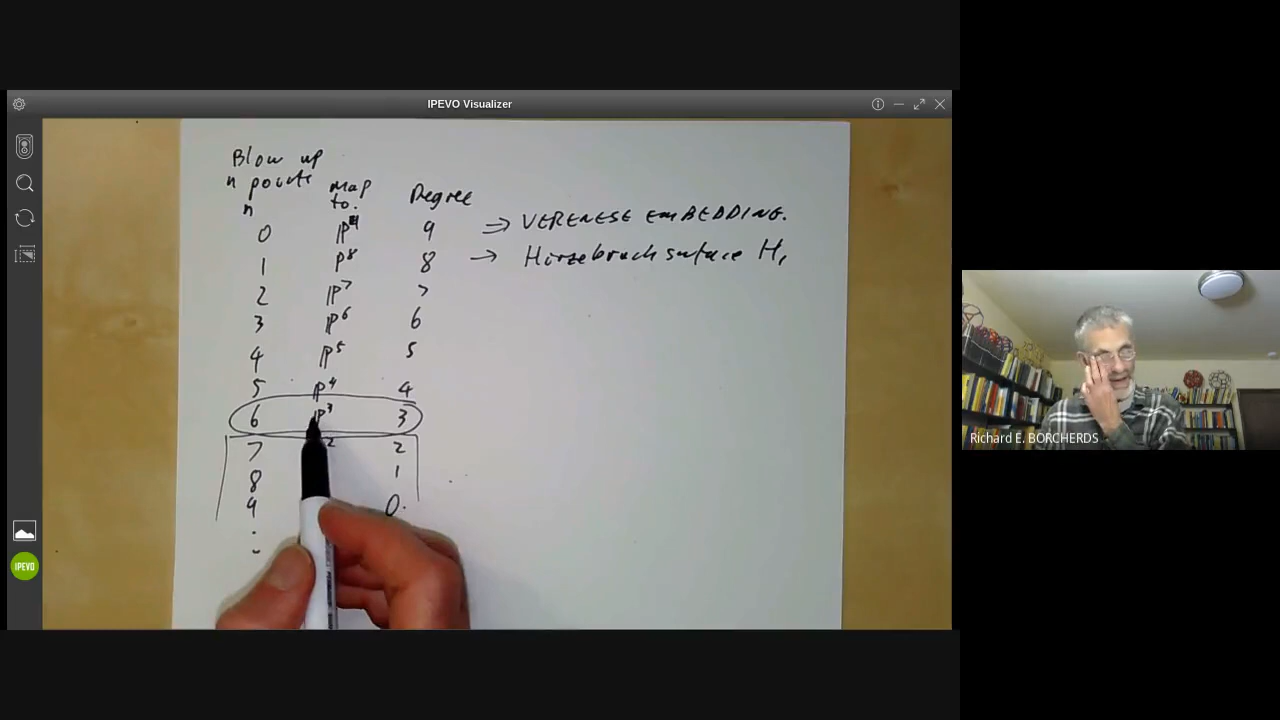 IPEVO Visualizer
Blow up
n points Map to. Degree
n
0 9 ⇒ VERENESE EMBEDDING.
1 P⁸ 8 → Hirzebruch surface H₁
2 P⁷ 7
3 P⁶ 6
4 P⁵ 5
5 P⁴ 4
6 P³ 3
7 2 2
8 1
9 0.
IPEVO
Richard E. BORCHERDS